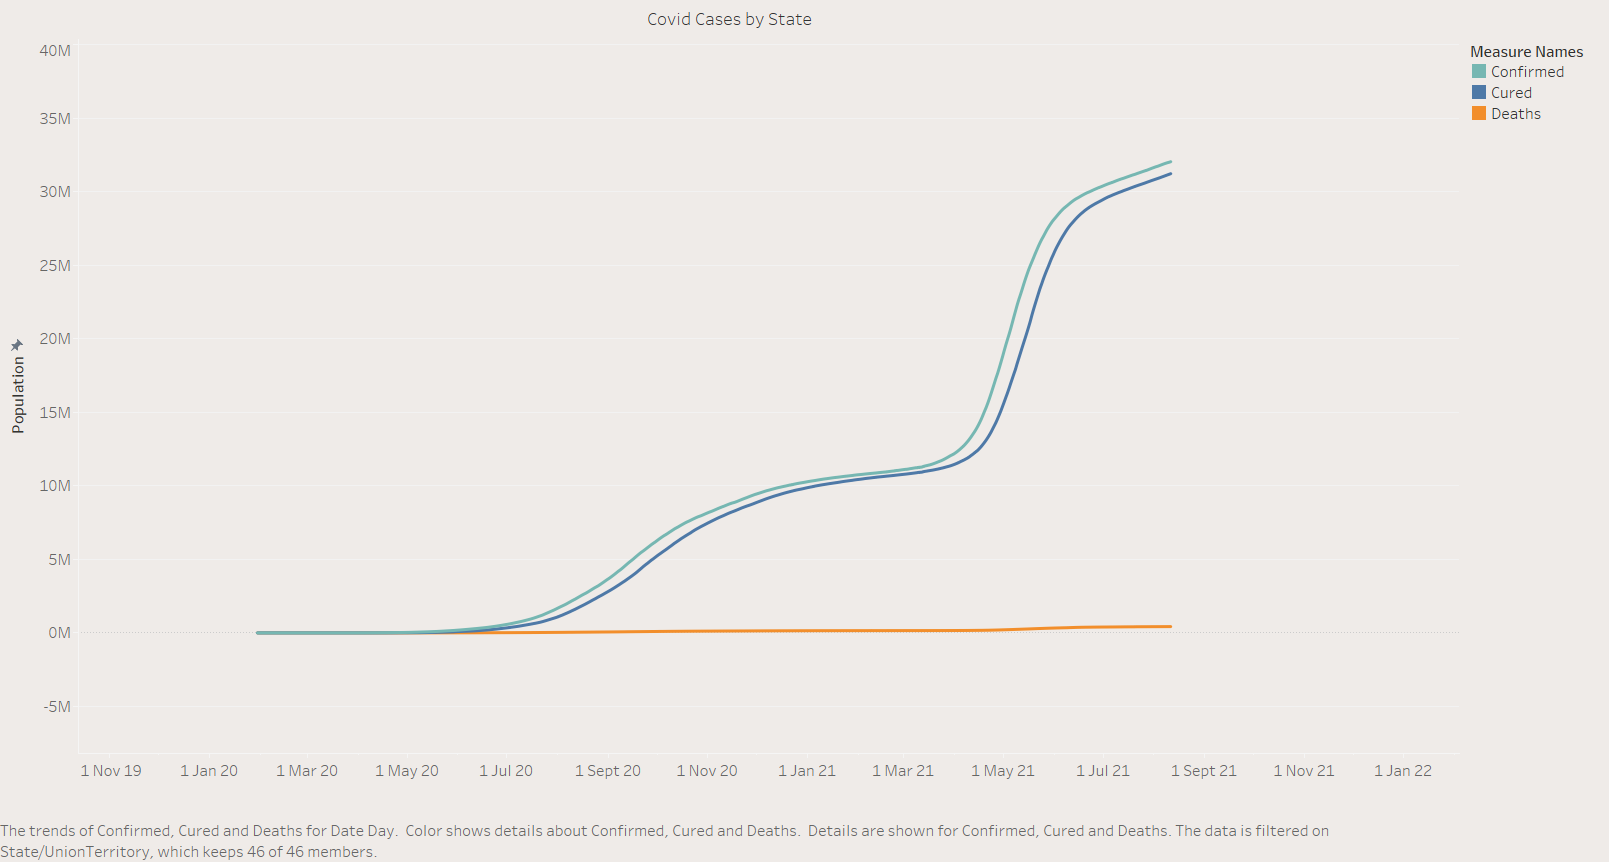 Covid Cases by State
Measure Names
Confirmed
Cured
Deaths
40M
35M
30M
25M
20M
15M
10M
5M
0M
-5M
Population
1 Nov 19 1 Jan 20 1 Mar 20 1 May 20 1 Jul 20 1 Sept 20 1 Nov 20 1 Jan 21 1 Mar 21 1 May 21 1 Jul 21 1 Sept 21 1 Nov 21 1 Jan 22
The trends of Confirmed, Cured and Deaths for Date Day.  Color shows details about Confirmed, Cured and Deaths.  Details are shown for Confirmed, Cured and Deaths. The data is filtered on
State/UnionTerritory, which keeps 46 of 46 members.